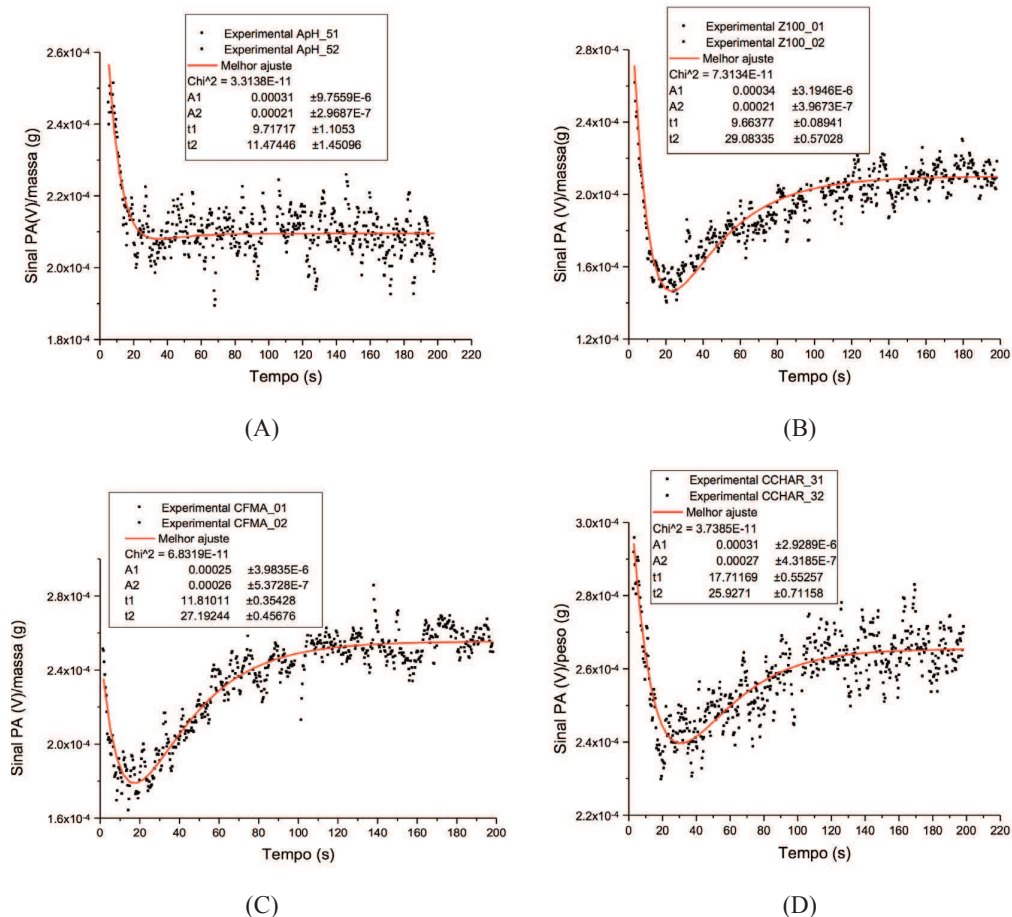 Experimental ApH_51
Experimental ApH_52
Melhor ajuste
Chi^2 = 3.3138E-11
A1 0.00031 ±9.7559E-6
A2 0.00021 ±2.9687E-7
t1 9.71717 ±1.1053
t2 11.47446 ±1.45096
2.6x10-4
2.4x10-4
2.2x10-4
2.0x10-4
1.8x10-4
Sinal PA(V)/massa (g)
0 20 40 60 80 100 120 140 160 180 200 220
Tempo (s)
(A)
Experimental Z100_01
Experimental Z100_02
Melhor ajuste
Chi^2 = 7.3134E-11
A1 0.00034 ±3.1946E-6
A2 0.00021 ±3.9673E-7
t1 9.66377 ±0.08941
t2 29.08335 ±0.57028
2.8x10-4
2.4x10-4
2.0x10-4
1.6x10-4
1.2x10-4
Sinal PA (V)/massa(g)
0 20 40 60 80 100 120 140 160 180 200
Tempo (s)
(B)
Experimental CFMA_01
Experimental CFMA_02
Melhor ajuste
Chi^2 = 6.8319E-11
A1 0.00025 ±3.9835E-6
A2 0.00026 ±5.3728E-7
t1 11.81011 ±0.35428
t2 27.19244 ±0.45676
2.8x10-4
2.4x10-4
2.0x10-4
1.6x10-4
Sinal PA (V)/massa (g)
0 20 40 60 80 100 120 140 160 180 200
Tempo (s)
(C)
Experimental CCHAR_31
Experimental CCHAR_32
Melhor ajuste
Chi^2 = 3.7385E-11
A1 0.00031 ±2.9289E-6
A2 0.00027 ±4.3185E-7
t1 17.71169 ±0.55257
t2 25.9271 ±0.71158
3.0x10-4
2.8x10-4
2.6x10-4
2.4x10-4
2.2x10-4
Sinal PA (V)/peso (g)
0 20 40 60 80 100 120 140 160 180 200 220
Tempo (s)
(D)